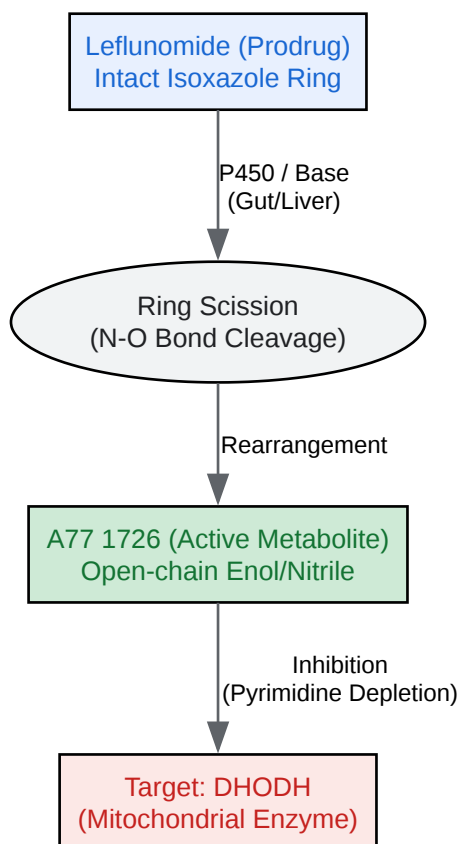 Leflunomide (Prodrug)
Intact Isoxazole Ring
P450 / Base
(Gut/Liver)
Ring Scission
(N-O Bond Cleavage)
Rearrangement
A77 1726 (Active Metabolite)
Open-chain Enol/Nitrile
Inhibition
(Pyrimidine Depletion)
Target: DHODH
(Mitochondrial Enzyme)